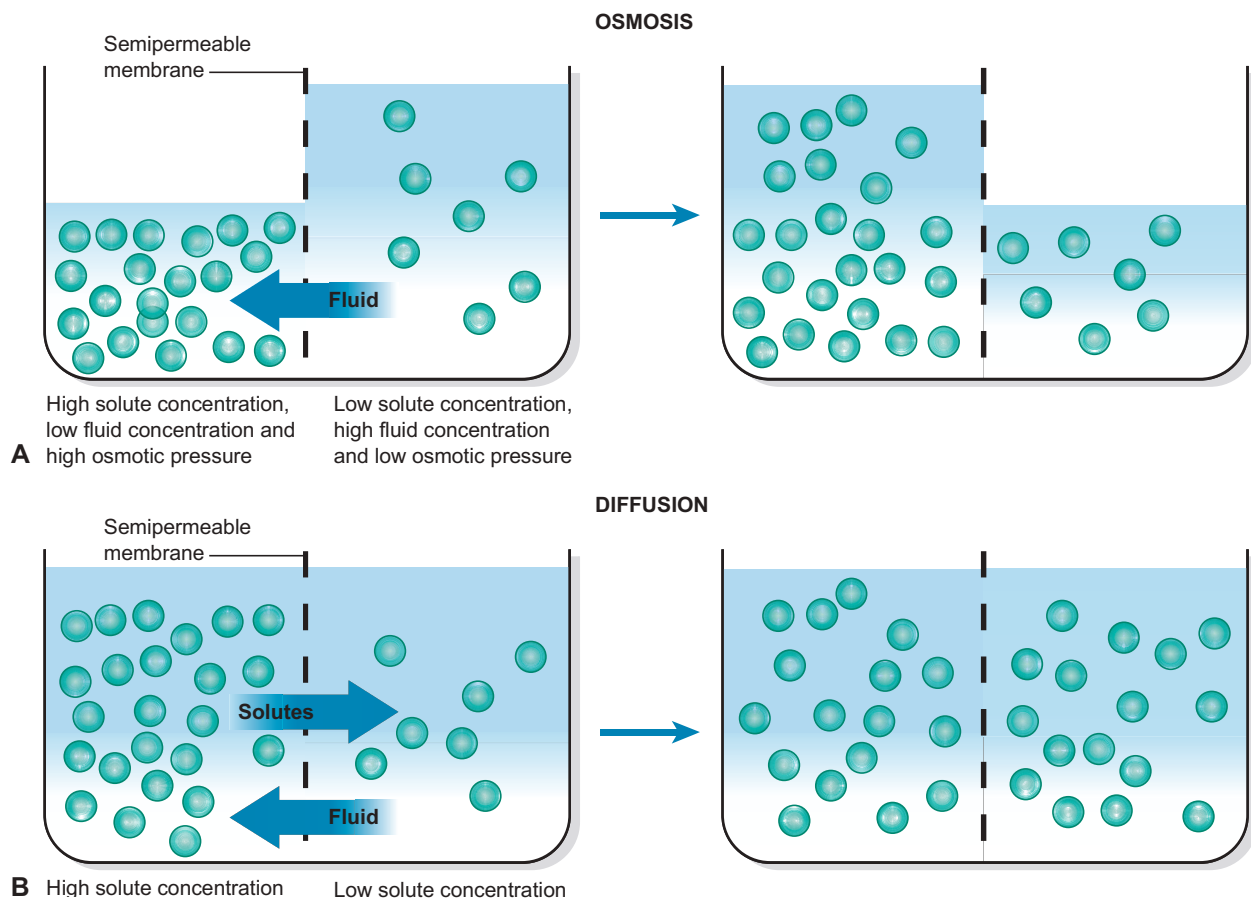 OSMOSIS
Semipermeable
membrane
Fluid
High solute concentration,
low fluid concentration and
high osmotic pressure
Low solute concentration,
high fluid concentration
and low osmotic pressure
A
DIFFUSION
Semipermeable
membrane
Solutes
Fluid
B
High solute concentration
Low solute concentration